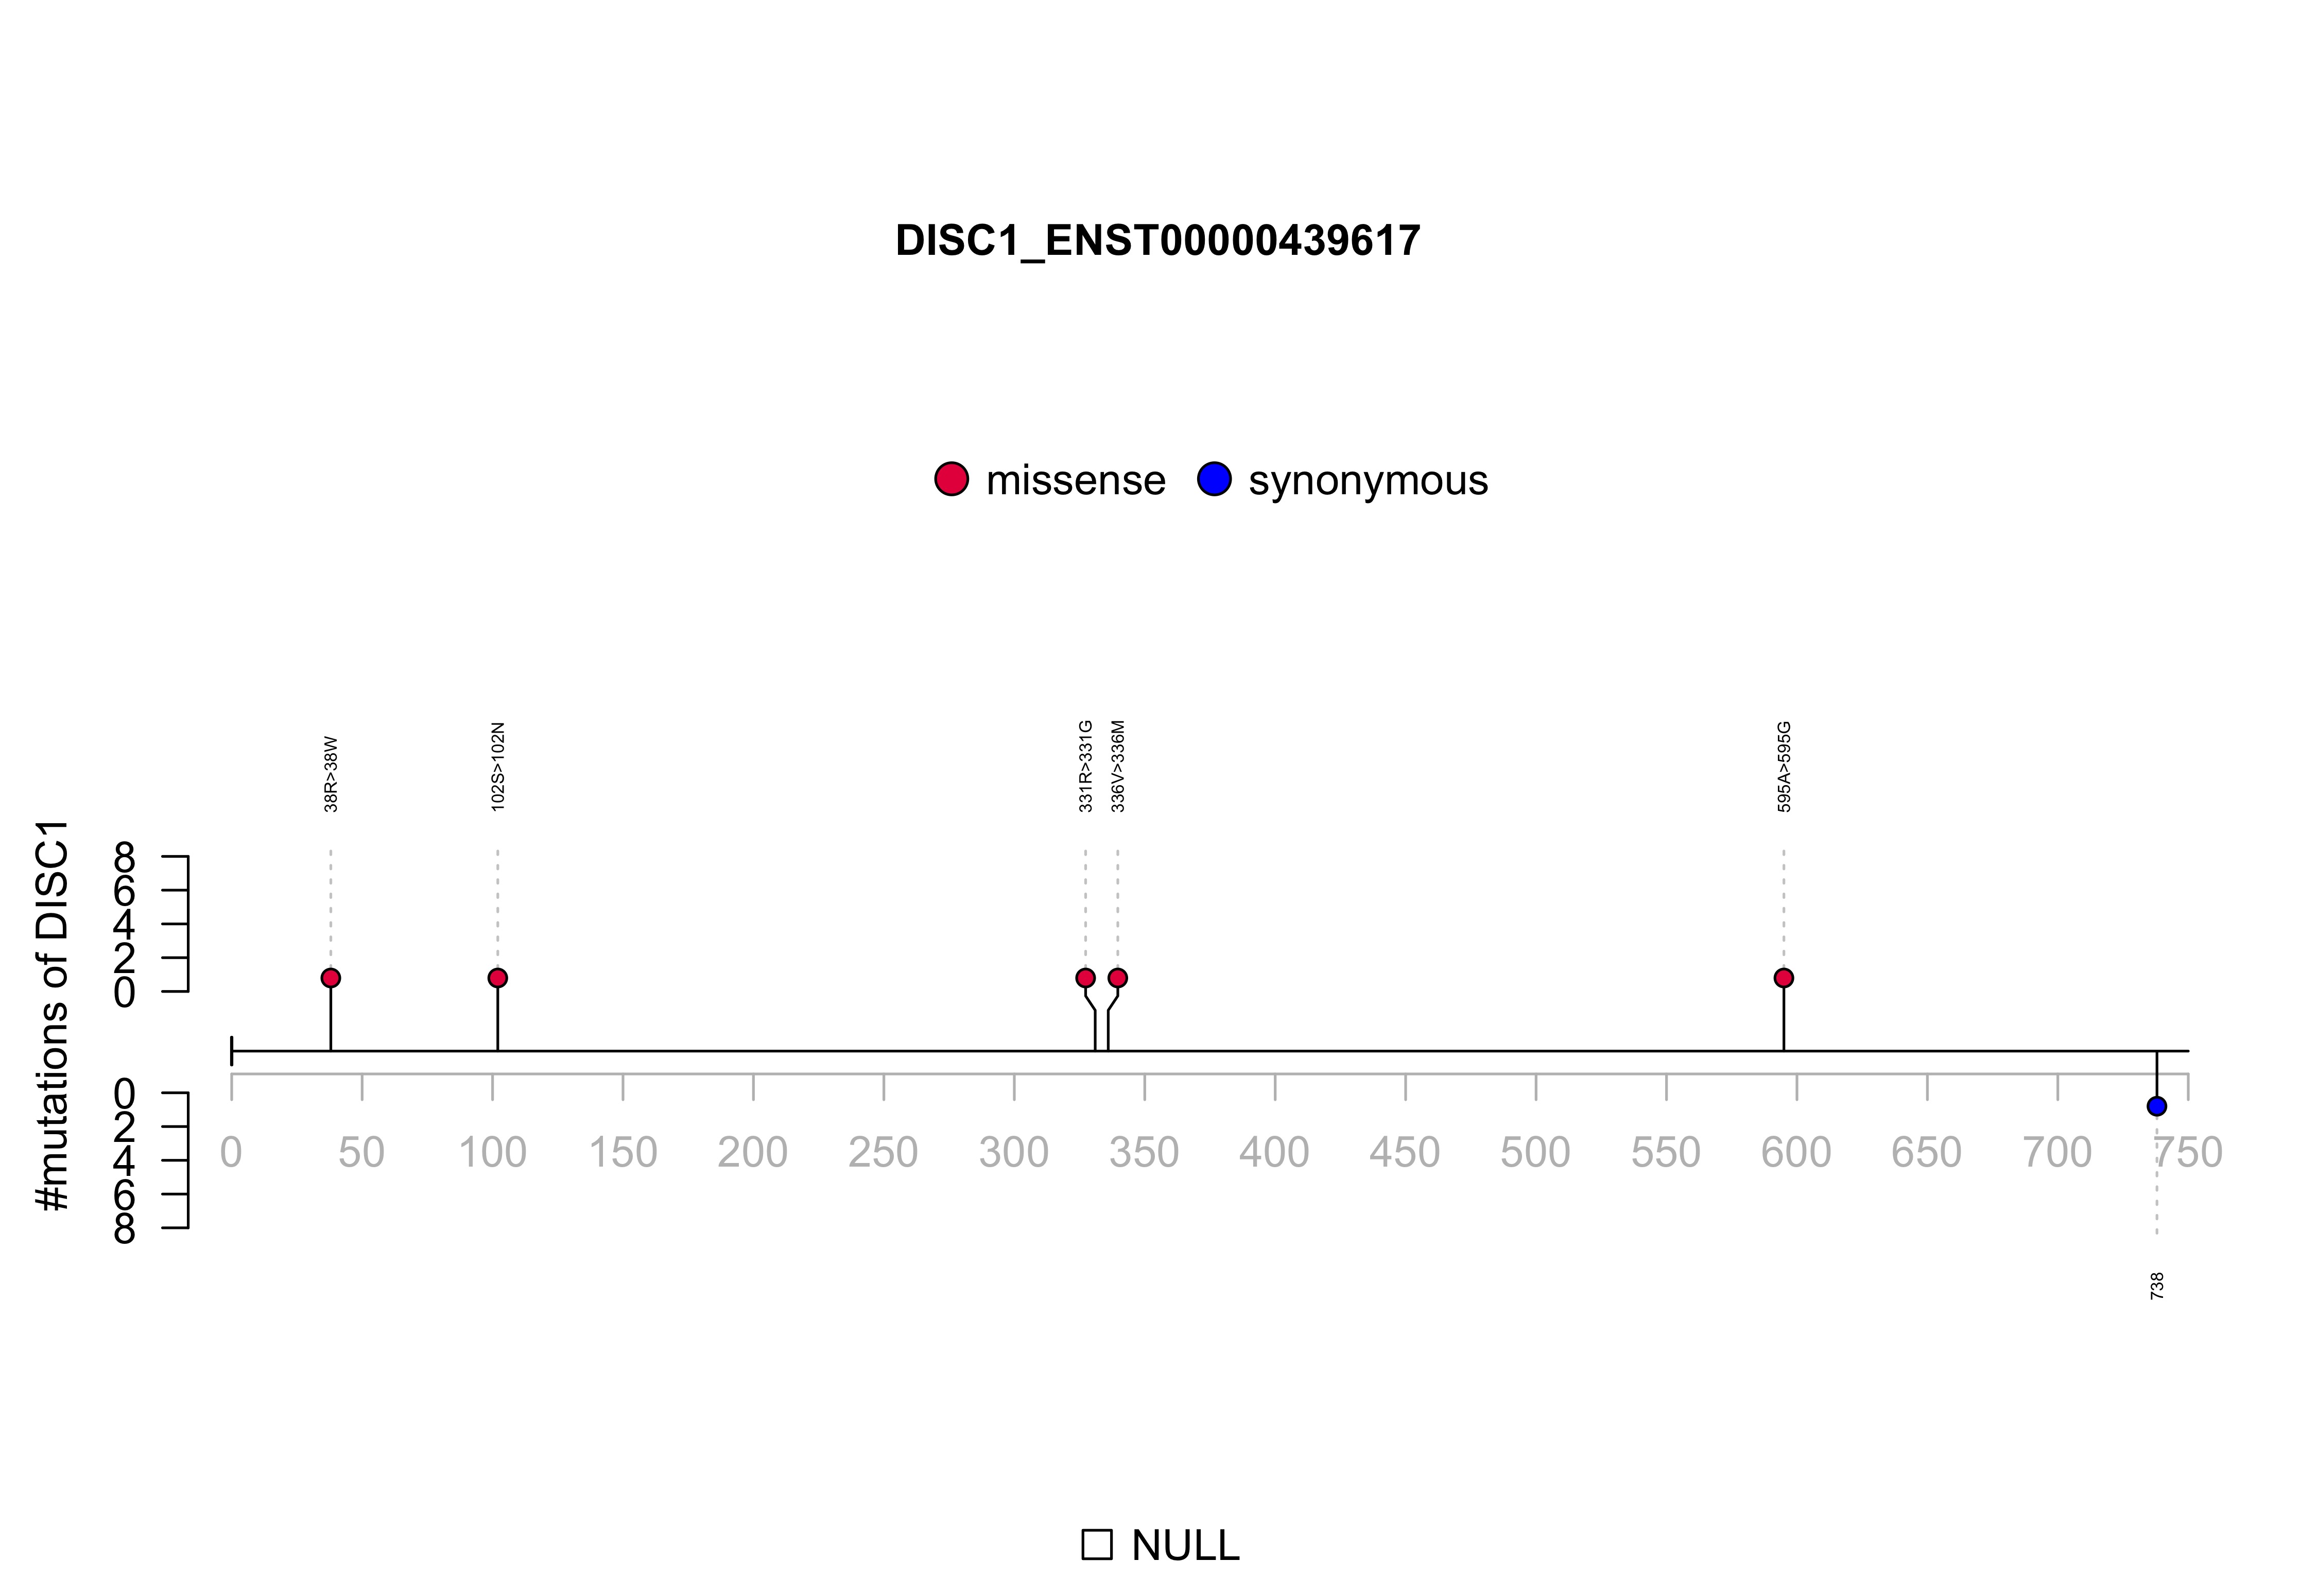 DISC1_ENST00000439617
missense synonymous
38R>38W
102S>102N
331R>331G
336V>336M
595A>595G
#mutations of DISC1
8
6
4
2
0
0
2
4
6
8
0 50 100 150 200 250 300 350 400 450 500 550 600 650 700 750
738
NULL